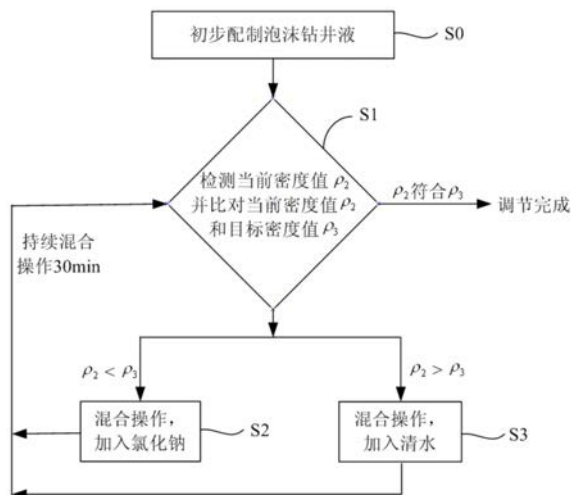 初步配制泡沫钻井液
S0
S1
检测当前密度值ρ₂
并比对当前密度值ρ₂
和目标密度值ρ₃
ρ₂符合ρ₃
调节完成
持续混合
操作30min
ρ₂ < ρ₃
ρ₂ > ρ₃
混合操作，
加入氯化钠
S2
混合操作，
加入清水
S3